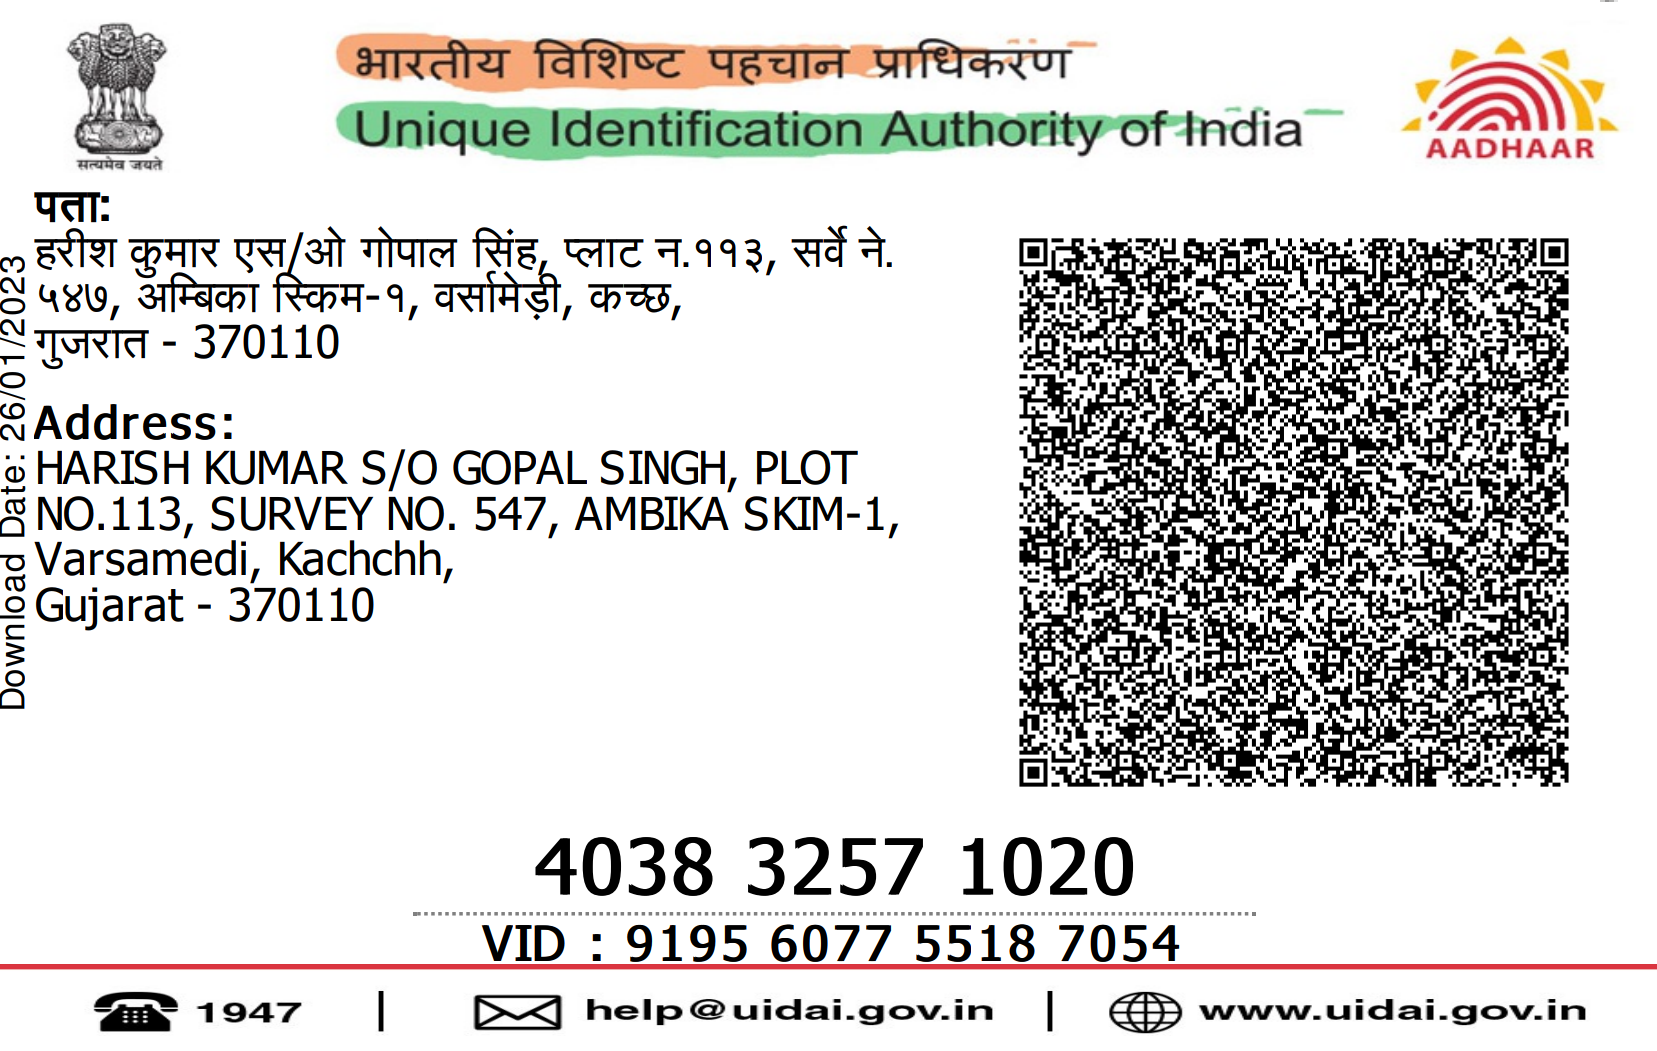 भारतीय विशिष्ट पहचान प्राधिकरण
Unique Identification Authority of India
सत्यमेव जयते
AADHAAR
पता:
हरीश कुमार एस/ओ गोपाल सिंह, प्लाट न.११३, सर्वे ने.
५४७, अम्बिका स्किम-१, वर्सामेड़ी, कच्छ,
गुजरात - 370110
Address:
HARISH KUMAR S/O GOPAL SINGH, PLOT
NO.113, SURVEY NO. 547, AMBIKA SKIM-1,
Varsamedi, Kachchh,
Gujarat - 370110
Download Date: 26/01/2023
4038 3257 1020
VID : 9195 6077 5518 7054
1947 | help@uidai.gov.in | www.uidai.gov.in